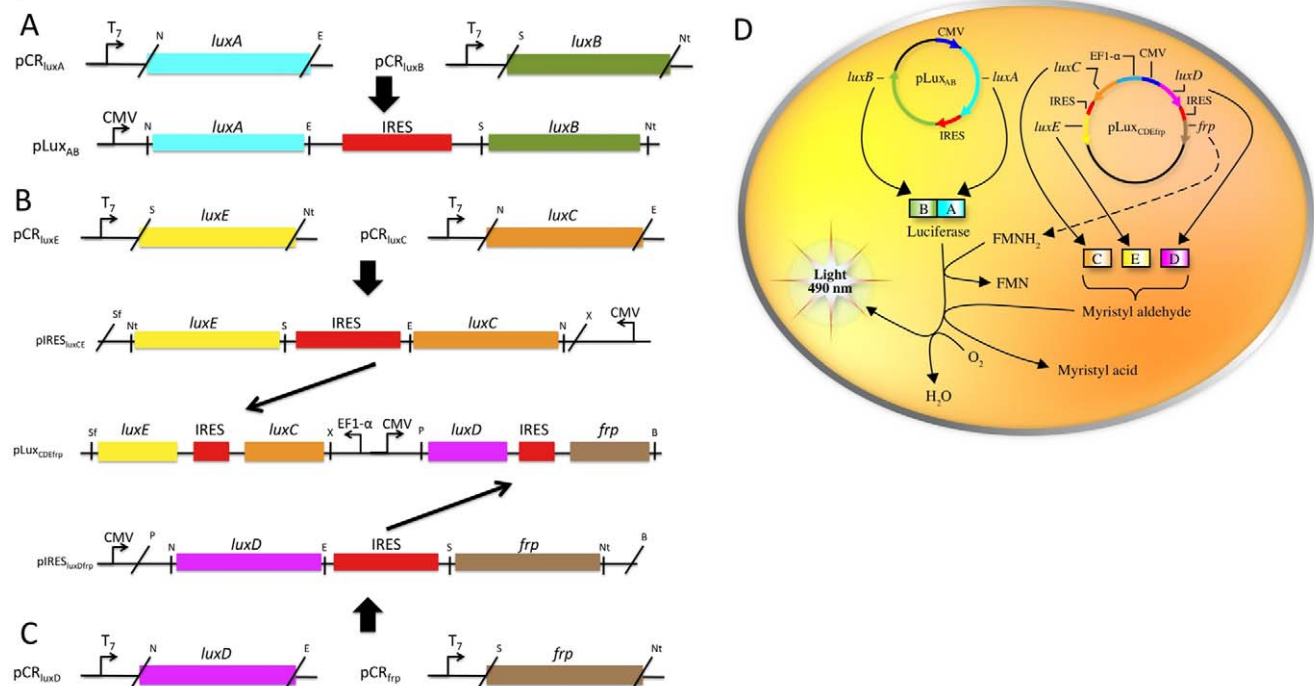 A
T7 N luxA E
pCRluxA
T7 S luxB Nt
pCRluxB
CMV N luxA E IRES S luxB Nt
pLuxAB
B
T7 S luxE Nt
pCRluxE
T7 N luxC E
pCRluxC
Sf Nt luxE S IRES E luxC N X CMV
pIRESluxCE
Sf luxE IRES luxC X EF1-α CMV P luxD IRES frp B
pLuxCDEfrp
CMV P N luxD E IRES S frp Nt B
pIRESluxDfrp
C
T7 N luxD E
pCRluxD
T7 S frp Nt
pCRfrp
D
CMV
luxB
pLuxAB
luxA
IRES
EF1-α
CMV
luxC
luxD
IRES
IRES
luxE
pLuxCDEfrp
frp
B A
Luciferase
FMNH2
C E D
Light
490 nm
FMN
Myristyl aldehyde
O2
Myristyl acid
H2O